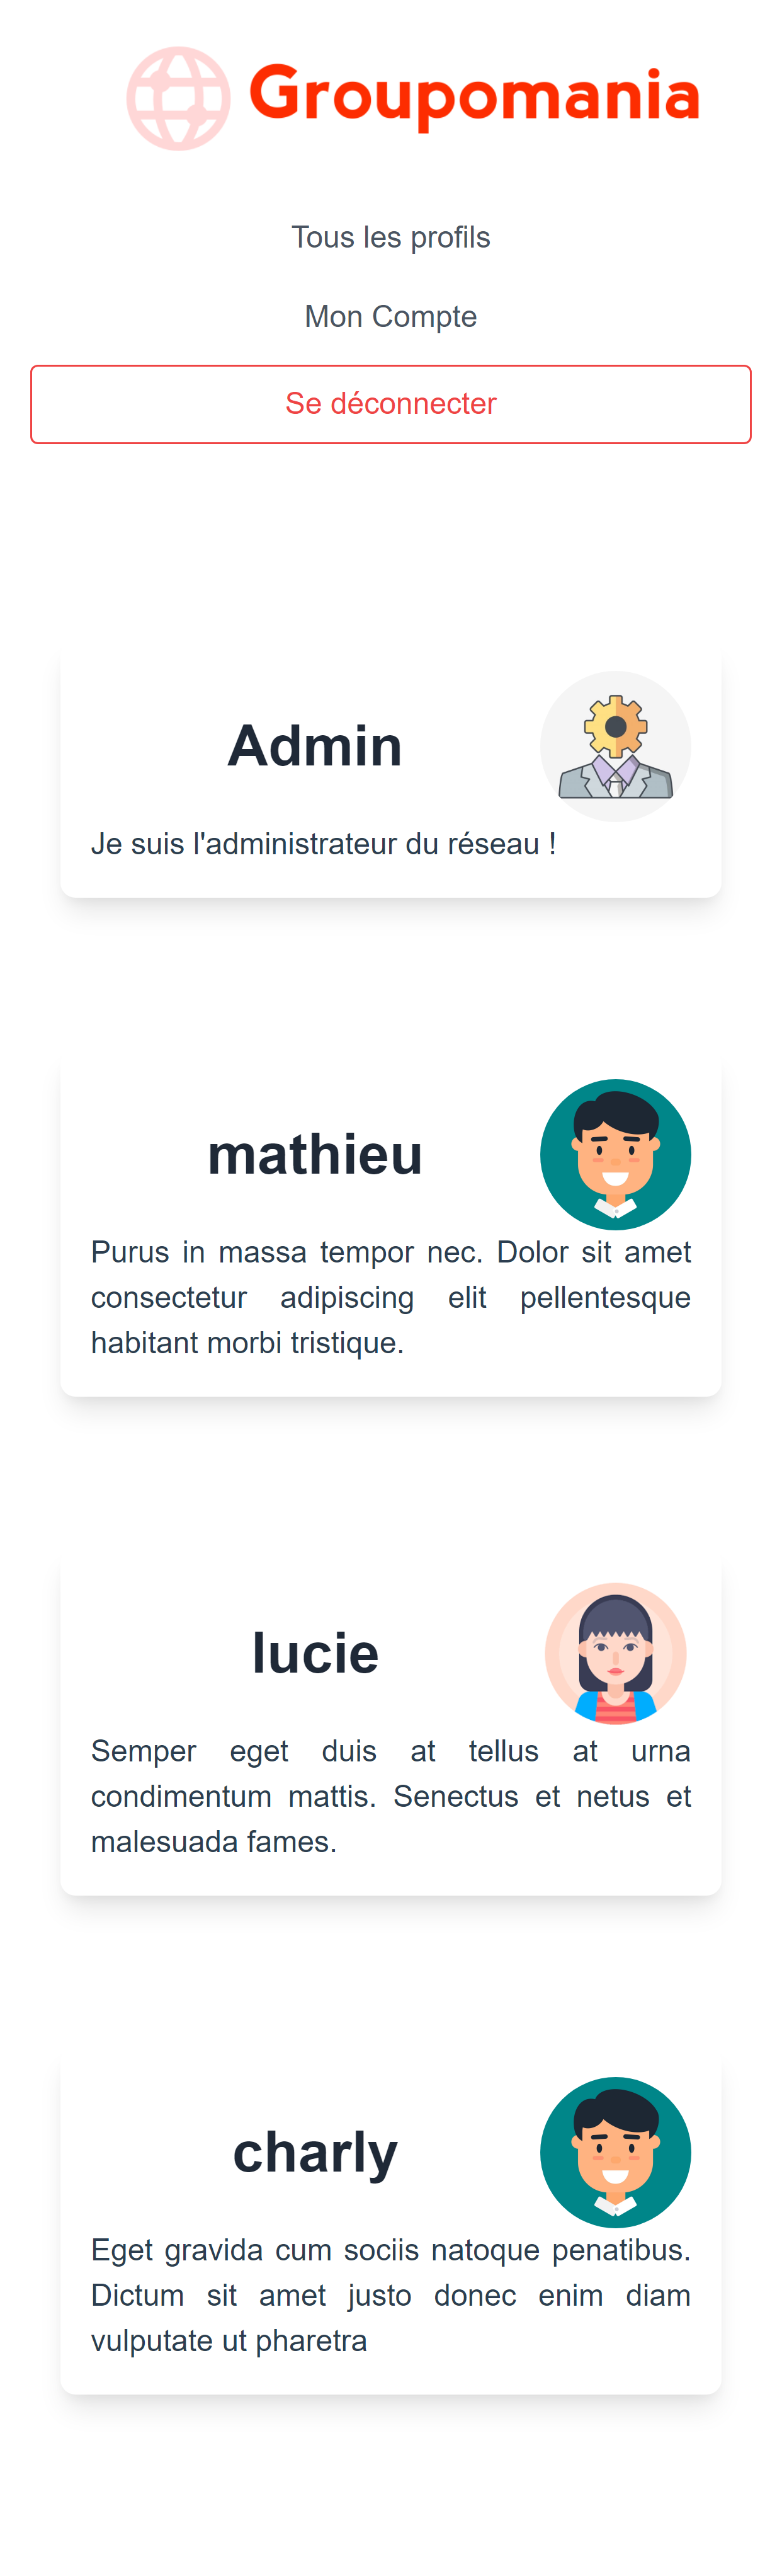 Groupomania
Tous les profils
Mon Compte
Se déconnecter
Admin
Je suis l'administrateur du réseau !
mathieu
Purus in massa tempor nec. Dolor sit amet
consectetur adipiscing elit pellentesque
habitant morbi tristique.
lucie
Semper eget duis at tellus at urna
condimentum mattis. Senectus et netus et
malesuada fames.
charly
Eget gravida cum sociis natoque penatibus.
Dictum sit amet justo donec enim diam
vulputate ut pharetra